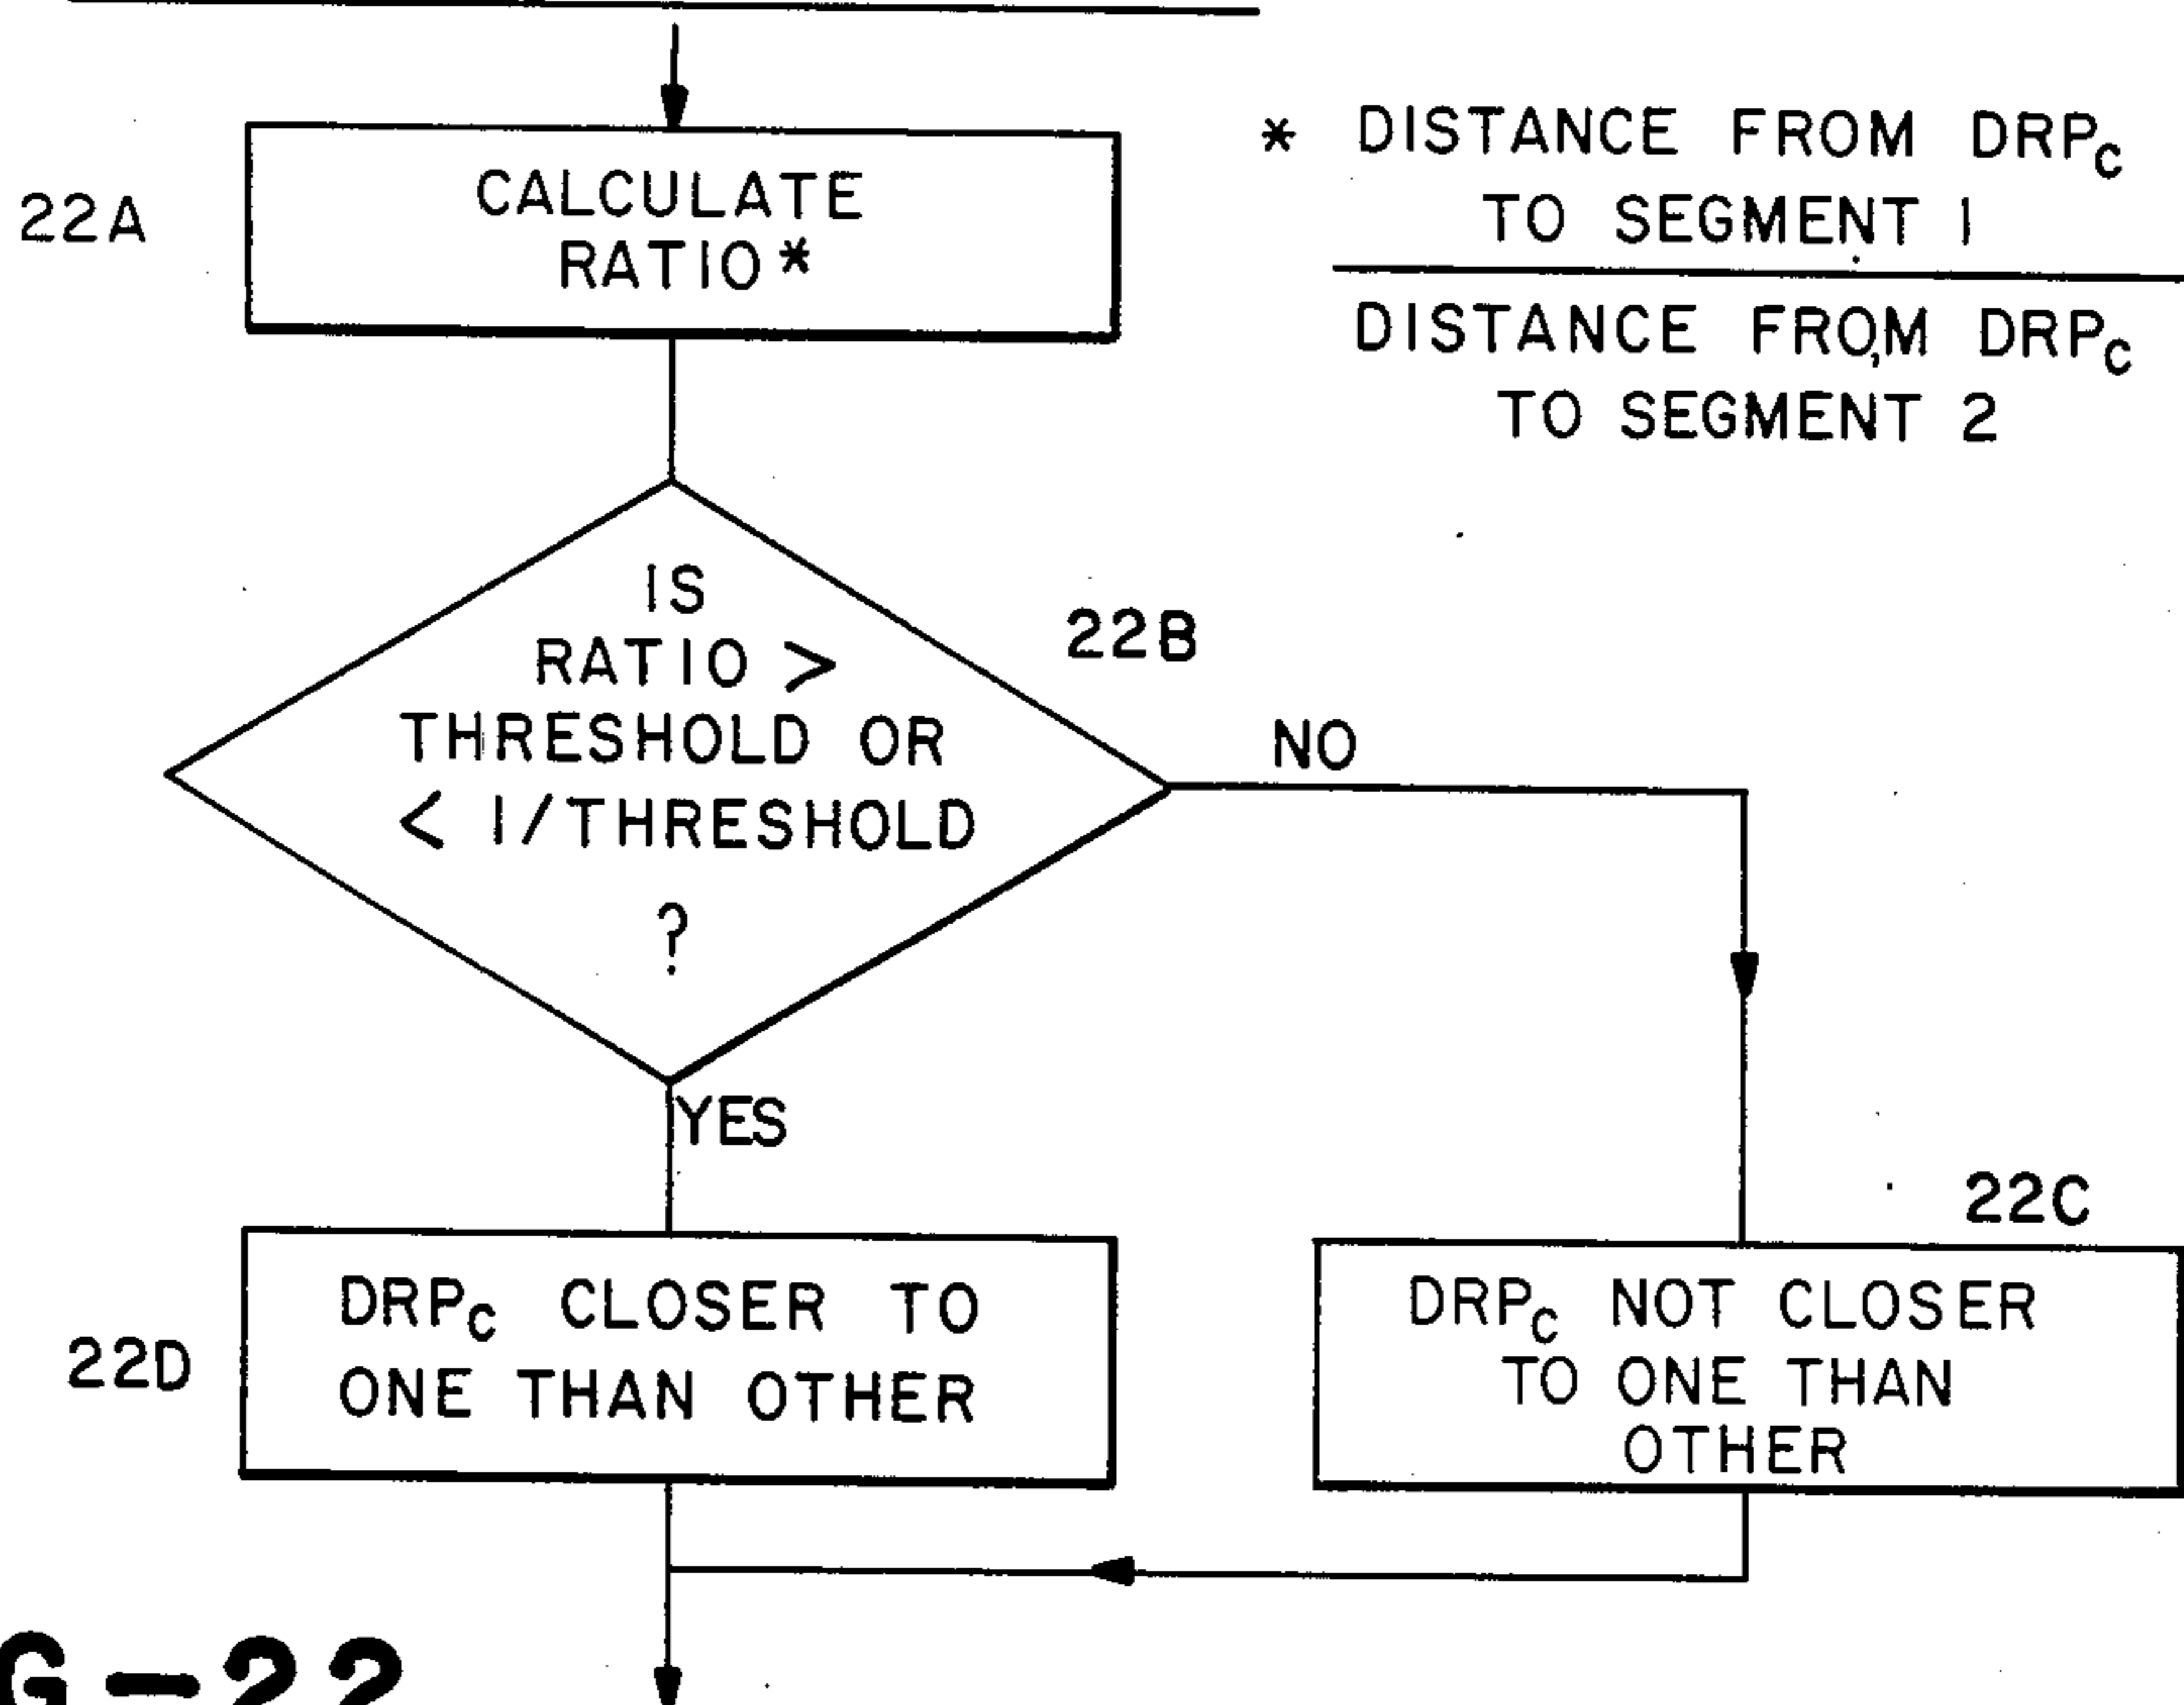 22A
CALCULATE
RATIO*
* DISTANCE FROM DRPc
TO SEGMENT 1
DISTANCE FROM DRPc
TO SEGMENT 2
IS
RATIO >
THRESHOLD OR
< 1/THRESHOLD
?
22B
NO
YES
22D
DRPc CLOSER TO
ONE THAN OTHER
22C
DRPc NOT CLOSER
TO ONE THAN
OTHER
G-22